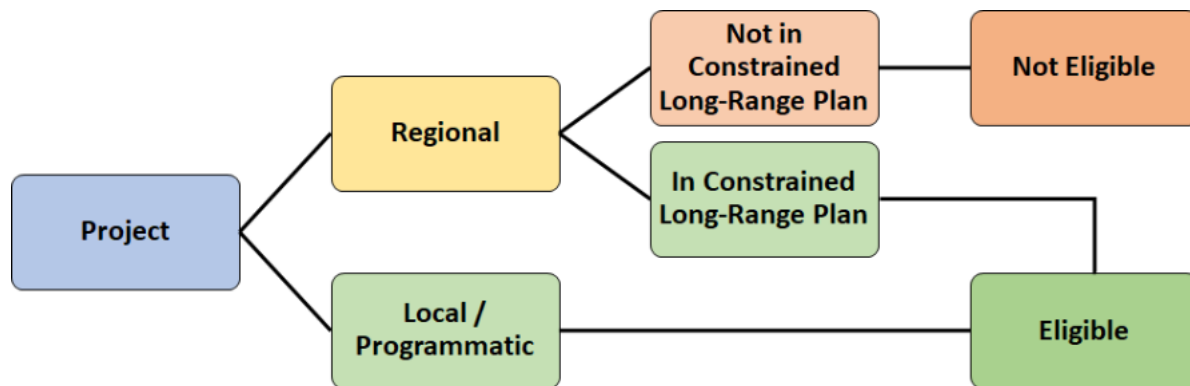 Not in
Constrained
Long-Range Plan
Not Eligible
Regional
In Constrained
Long-Range Plan
Project
Local /
Programmatic
Eligible